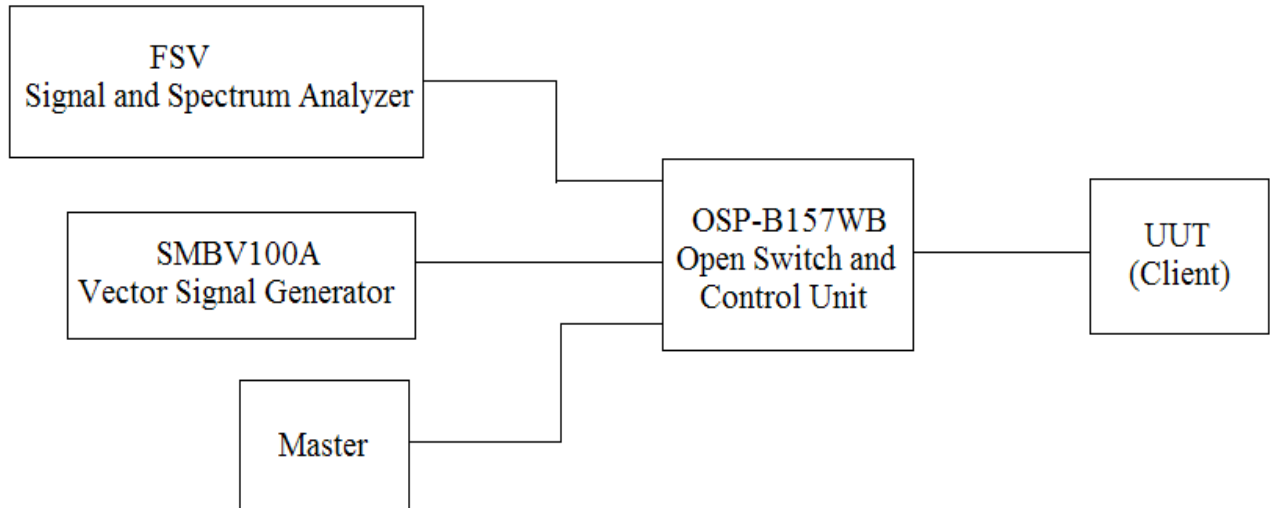 FSV
Signal and Spectrum Analyzer
SMBV100A
Vector Signal Generator
Master
OSP-B157WB
Open Switch and
Control Unit
UUT
(Client)